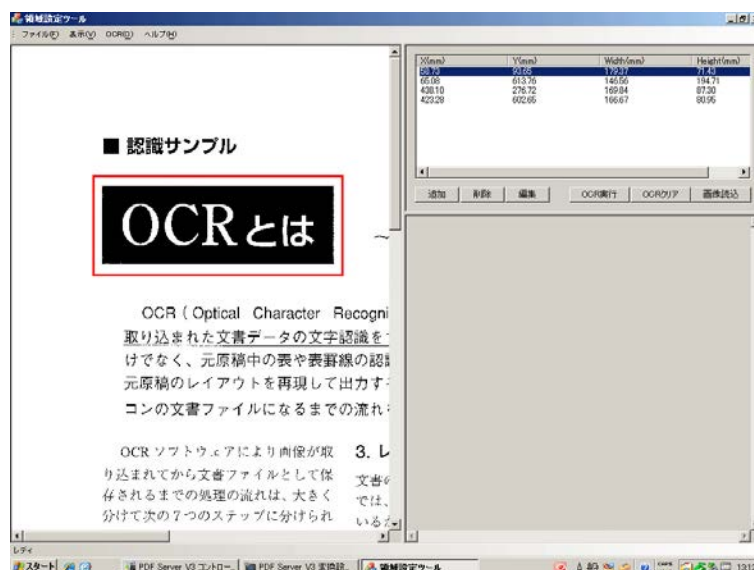 領域設定ツール
ファイル(F) 表示(V) OCR(O) ヘルプ(H)
■ 認識サンプル
OCRとは
OCR ( Optical Character Recogni
取り込まれた文書データの文字認識を
けでなく、元原稿中の表や表罫線の認
元原稿のレイアウトを再現して出力す
コンの文書ファイルになるまでの流れ
OCR ソフトウェアにより画像が取
り込まれてから文書ファイルとして保
存されるまでの処理の流れは、大きく
分けて次の7つのステップに分けられ
3. レ
文書の
では、
いるか
X(mm) Y(mm) Width(mm) Height(mm)
58.73 93.65 179.37 71.43
65.08 613.76 146.56 194.71
438.10 276.72 169.84 87.30
423.28 602.65 166.67 80.95
追加 削除 編集 OCR実行 OCRクリア 画像読込
レディ
スタート PDF Server V3 コントロー... PDF Server V3 変換設... 領域設定ツール